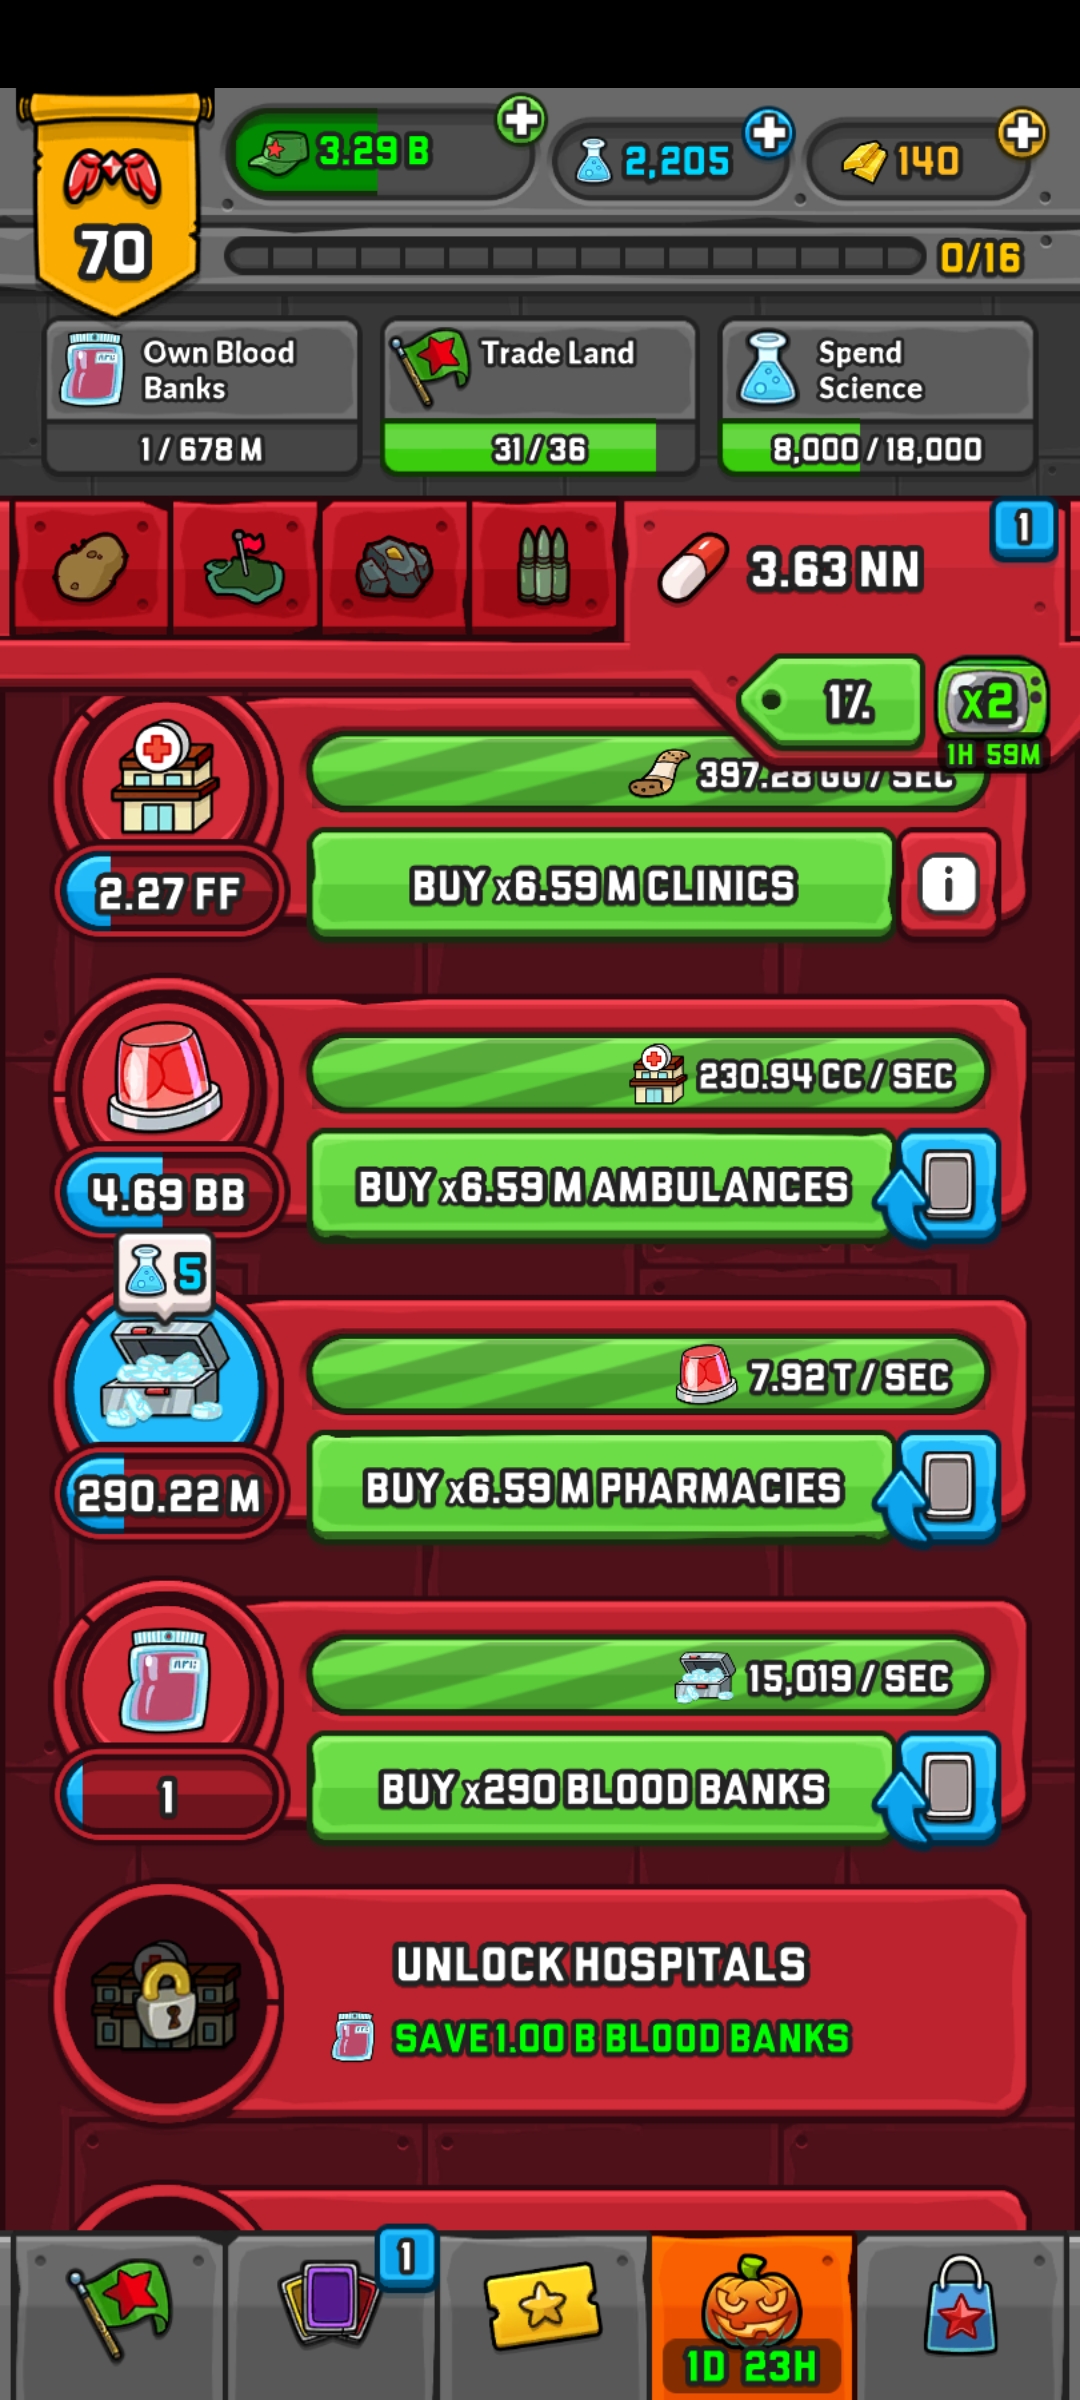 70
3.29 B
2,205
140
0/16
Own Blood Banks
1 / 678 M
Trade Land
31 / 36
Spend Science
8,000 / 18,000
3.63 NN
1
1%
x2
1H 59M
397.28 GG / SEC
2.27 FF
BUY x6.59 M CLINICS
i
230.94 CC / SEC
4.69 BB
BUY x6.59 M AMBULANCES
5
7.92 T / SEC
290.22 M
BUY x6.59 M PHARMACIES
15,019 / SEC
1
BUY x290 BLOOD BANKS
UNLOCK HOSPITALS
SAVE 1.00 B BLOOD BANKS
1
1D 23H